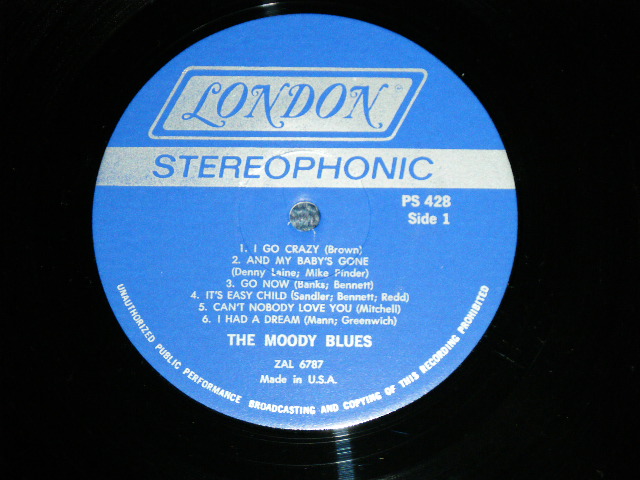 LONDON
STEREOPHONIC
PS 428
Side 1
1. I GO CRAZY (Brown)
2. AND MY BABY'S GONE
(Denny Laine; Mike Pinder)
3. GO NOW (Banks; Bennett)
4. IT'S EASY CHILD (Sandler; Bennett; Redd)
5. CAN'T NOBODY LOVE YOU (Mitchell)
6. I HAD A DREAM (Mann; Greenwich)
THE MOODY BLUES
ZAL 6787
Made in U.S.A.
UNAUTHORIZED PUBLIC PERFORMANCE BROADCASTING AND COPYING OF THIS RECORDING PROHIBITED